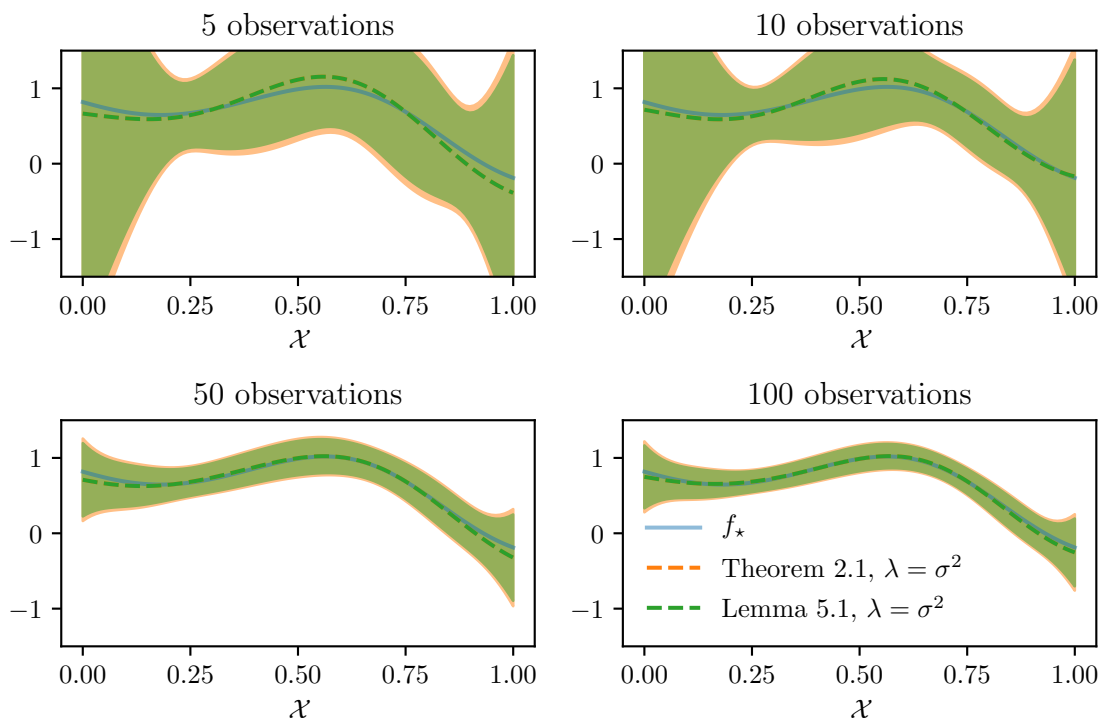 5 observations
1
0
−1
0.00 0.25 0.50 0.75 1.00
𝒳
10 observations
1
0
−1
0.00 0.25 0.50 0.75 1.00
𝒳
50 observations
1
0
−1
0.00 0.25 0.50 0.75 1.00
𝒳
100 observations
1
0
−1
f⋆
Theorem 2.1, λ = σ²
Lemma 5.1, λ = σ²
0.00 0.25 0.50 0.75 1.00
𝒳